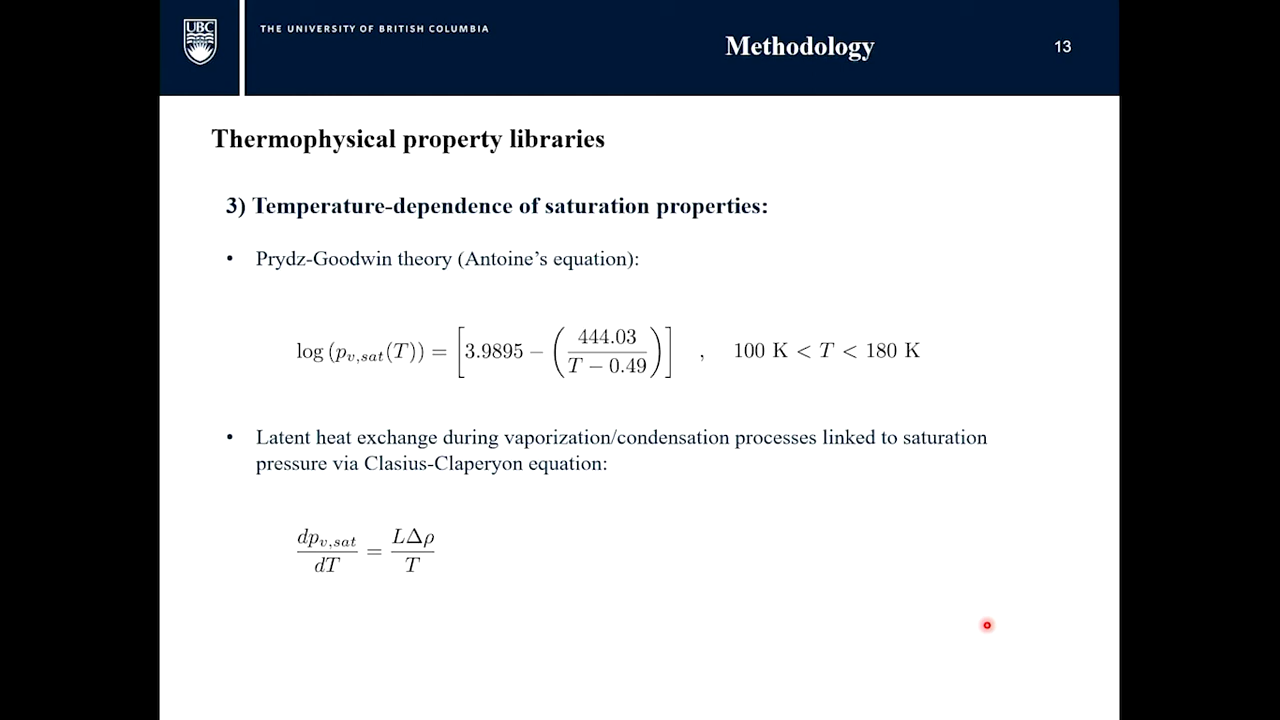 UBC
THE UNIVERSITY OF BRITISH COLUMBIA
Methodology
13
Thermophysical property libraries
3) Temperature-dependence of saturation properties:
• Prydz-Goodwin theory (Antoine's equation):
log (p_{v,sat}(T)) = [3.9895 − (444.03 / (T − 0.49))] , 100 K < T < 180 K
• Latent heat exchange during vaporization/condensation processes linked to saturation
pressure via Clasius-Claperyon equation:
dp_{v,sat} / dT = LΔρ / T